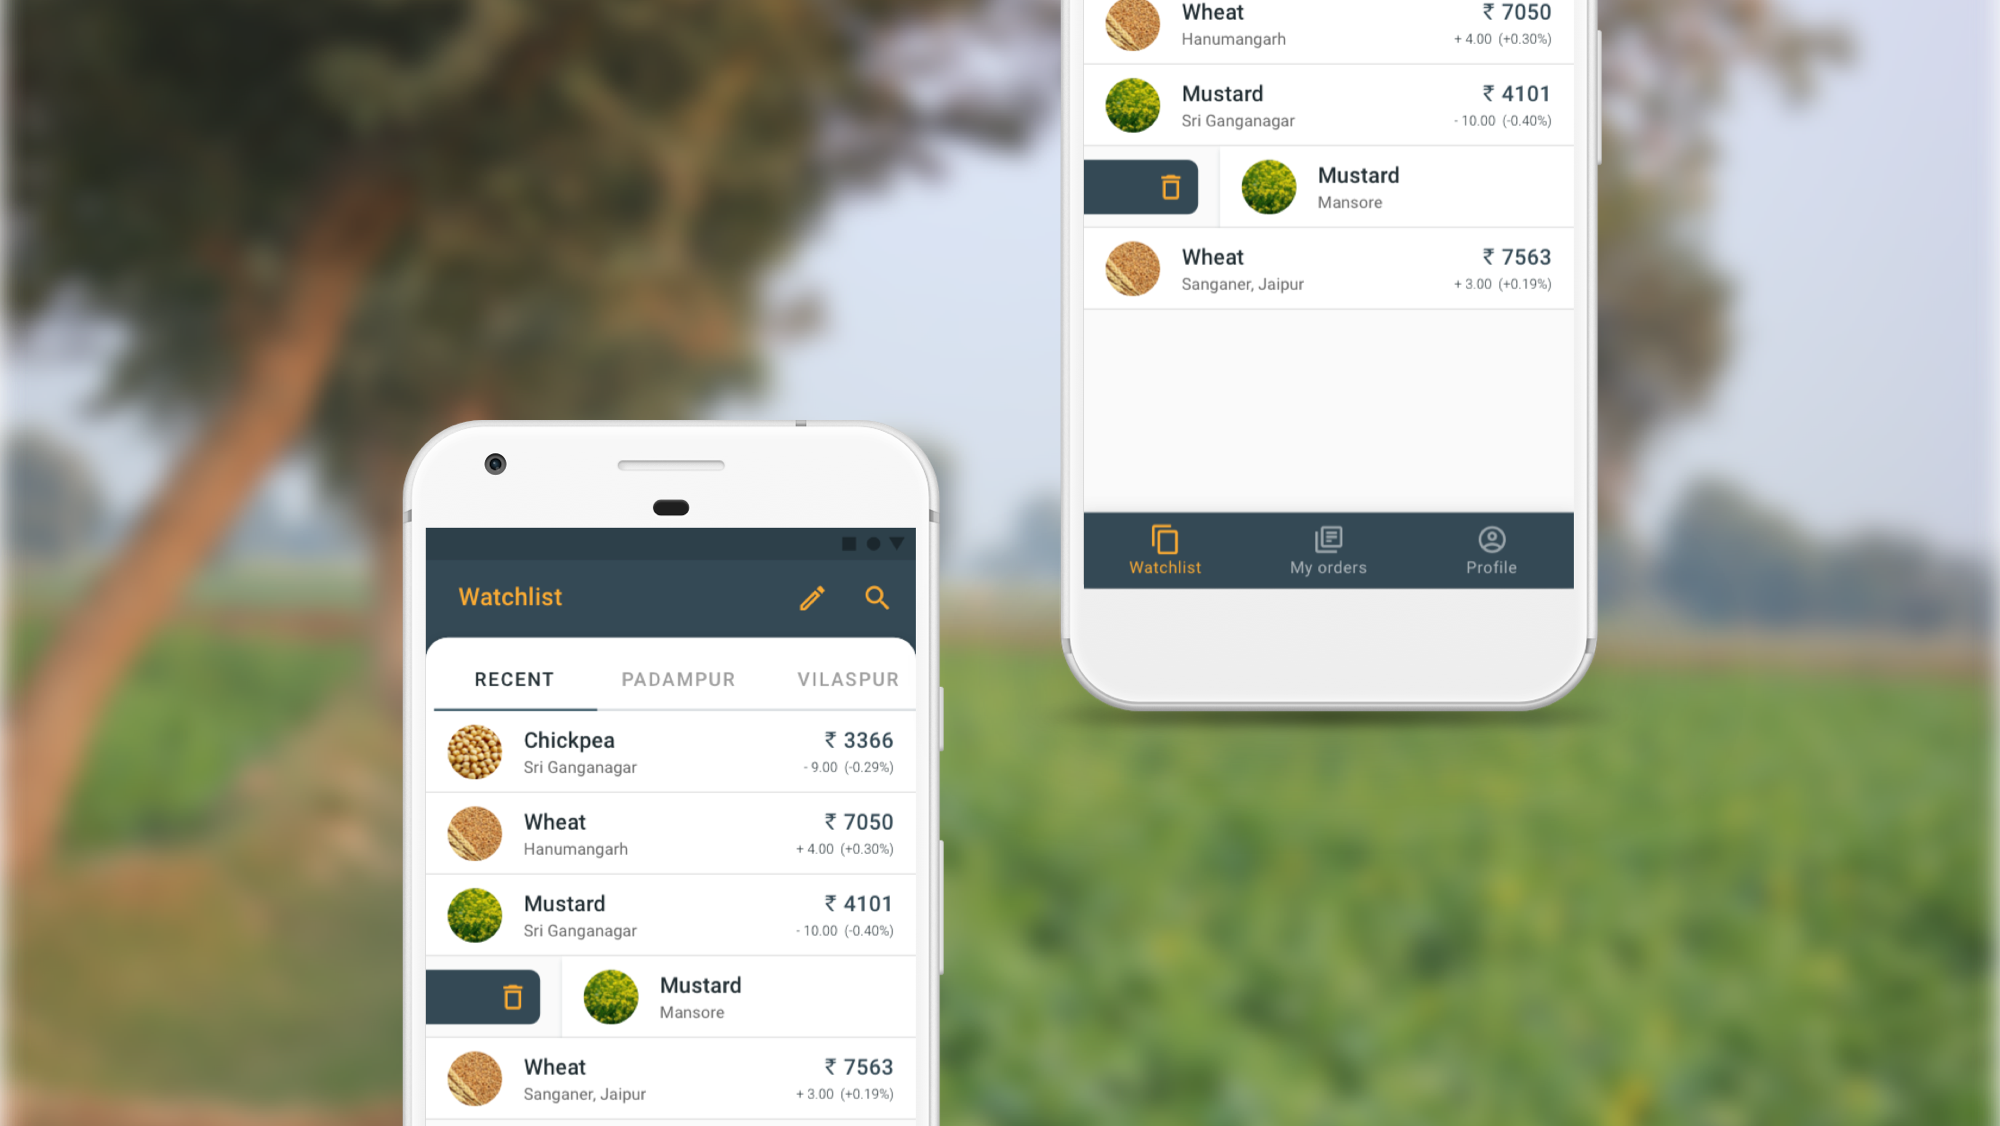 Wheat
₹ 7050
Hanumangarh
+ 4.00 (+0.30%)
Mustard
₹ 4101
Sri Ganganagar
- 10.00 (-0.40%)
Mustard
Mansore
Wheat
₹ 7563
Sanganer, Jaipur
+ 3.00 (+0.19%)
Watchlist
My orders
Profile
Watchlist
RECENT
PADAMPUR
VILASPUR
Chickpea
₹ 3366
Sri Ganganagar
- 9.00 (-0.29%)
Wheat
₹ 7050
Hanumangarh
+ 4.00 (+0.30%)
Mustard
₹ 4101
Sri Ganganagar
- 10.00 (-0.40%)
Mustard
Mansore
Wheat
₹ 7563
Sanganer, Jaipur
+ 3.00 (+0.19%)